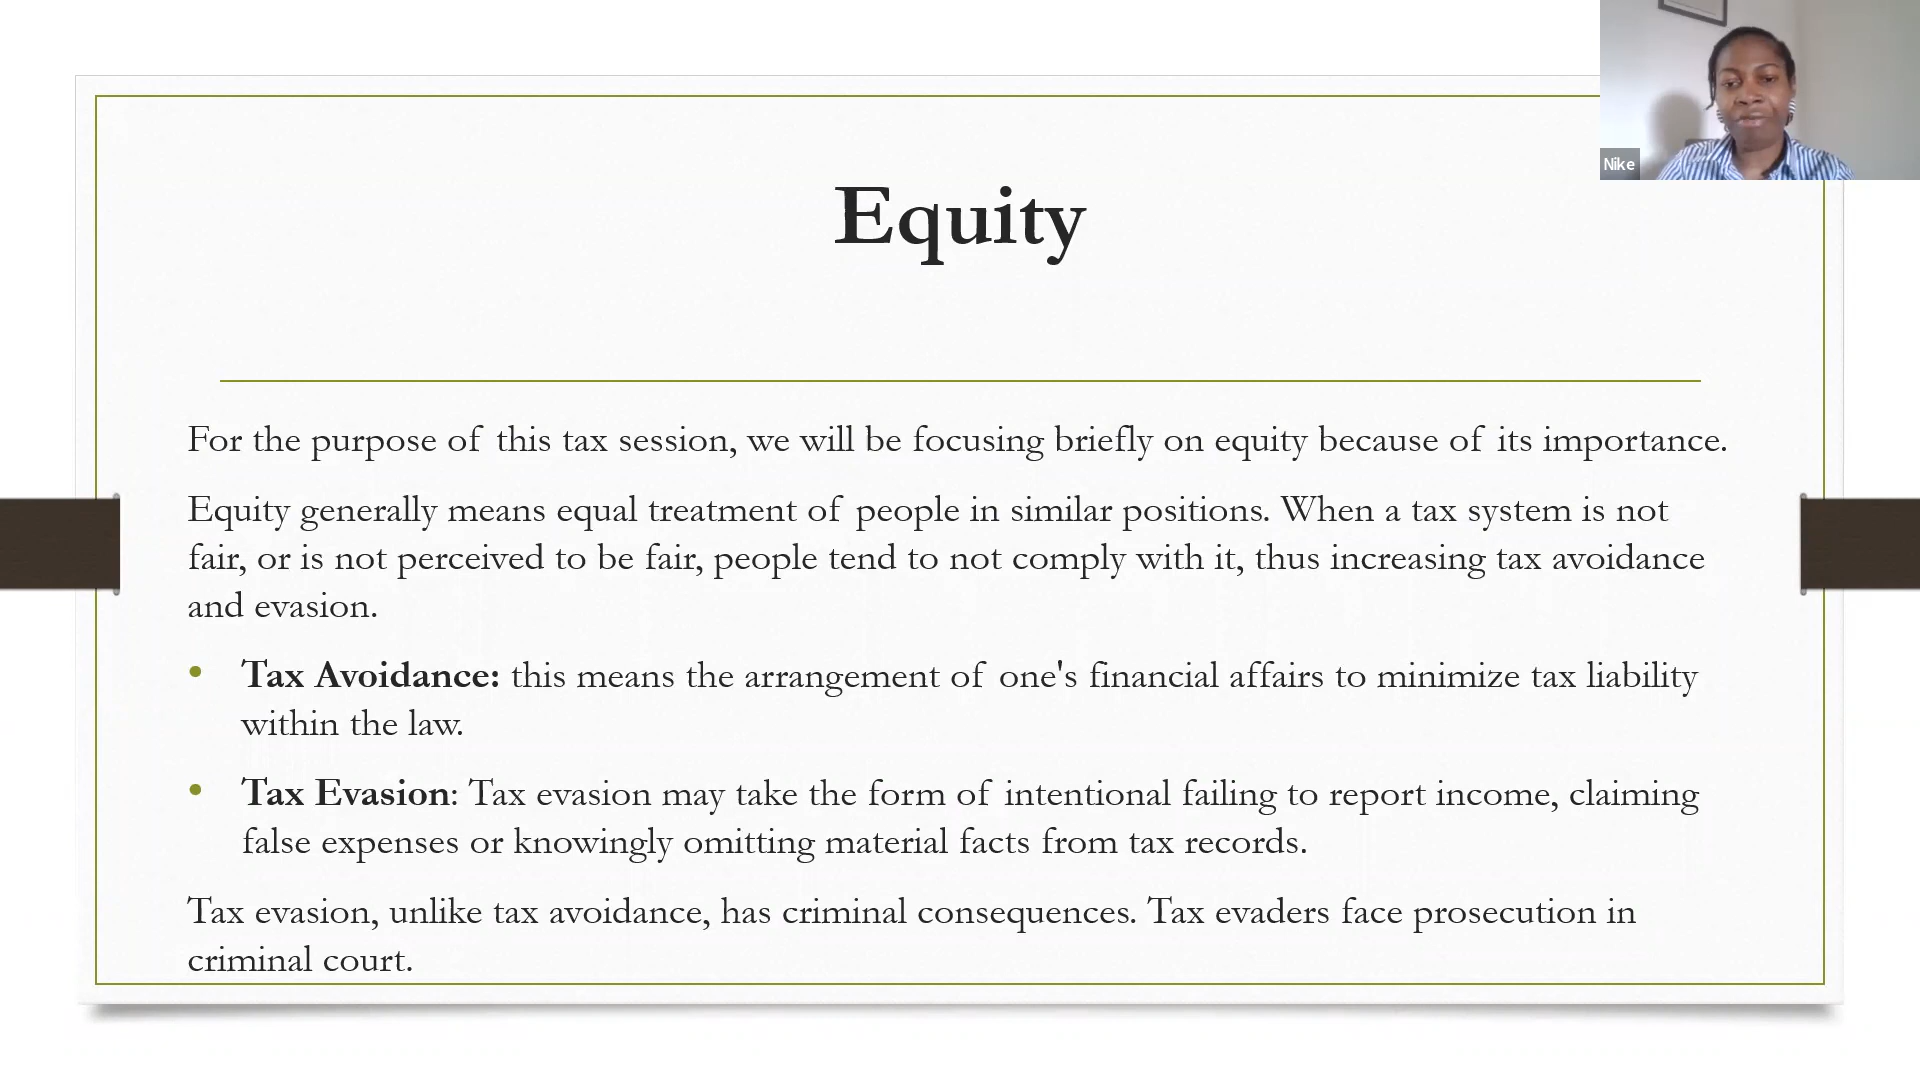 Nike
Equity
For the purpose of this tax session, we will be focusing briefly on equity because of its importance.
Equity generally means equal treatment of people in similar positions. When a tax system is not
fair, or is not perceived to be fair, people tend to not comply with it, thus increasing tax avoidance
and evasion.
• Tax Avoidance: this means the arrangement of one's financial affairs to minimize tax liability
within the law.
• Tax Evasion: Tax evasion may take the form of intentional failing to report income, claiming
false expenses or knowingly omitting material facts from tax records.
Tax evasion, unlike tax avoidance, has criminal consequences. Tax evaders face prosecution in
criminal court.